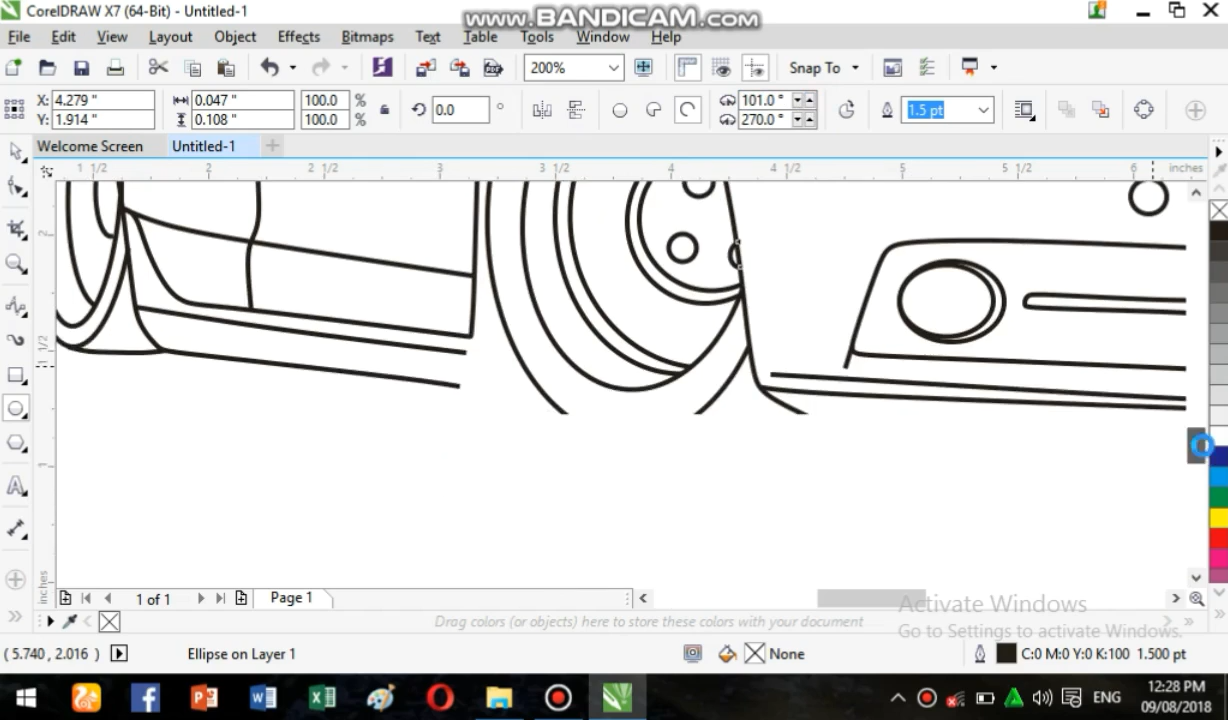 CorelDRAW X7 (64-Bit) - Untitled-1
www.BANDICAM.com
File Edit View Layout Object Effects Bitmaps Text Table Tools Window Help
200% Snap To
X: 4.279 " 0.047 " 100.0 % 0.0 ° 101.0 ° 1.5 pt
Y: 1.914 " 0.108 " 100.0 % 270.0 °
Welcome Screen Untitled-1
1 1/2 2 2 1/2 3 3 1/2 4 4 1/2 5 5 1/2 6 inches
2
1 1/2
1
inches
1 of 1 Page 1
Activate Windows
Drag colors (or objects) here to store these colors with your document
Go to Settings to activate Windows.
( 5.740 , 2.016 ) Ellipse on Layer 1 None C:0 M:0 Y:0 K:100 1.500 pt
ENG 12:28 PM
09/08/2018